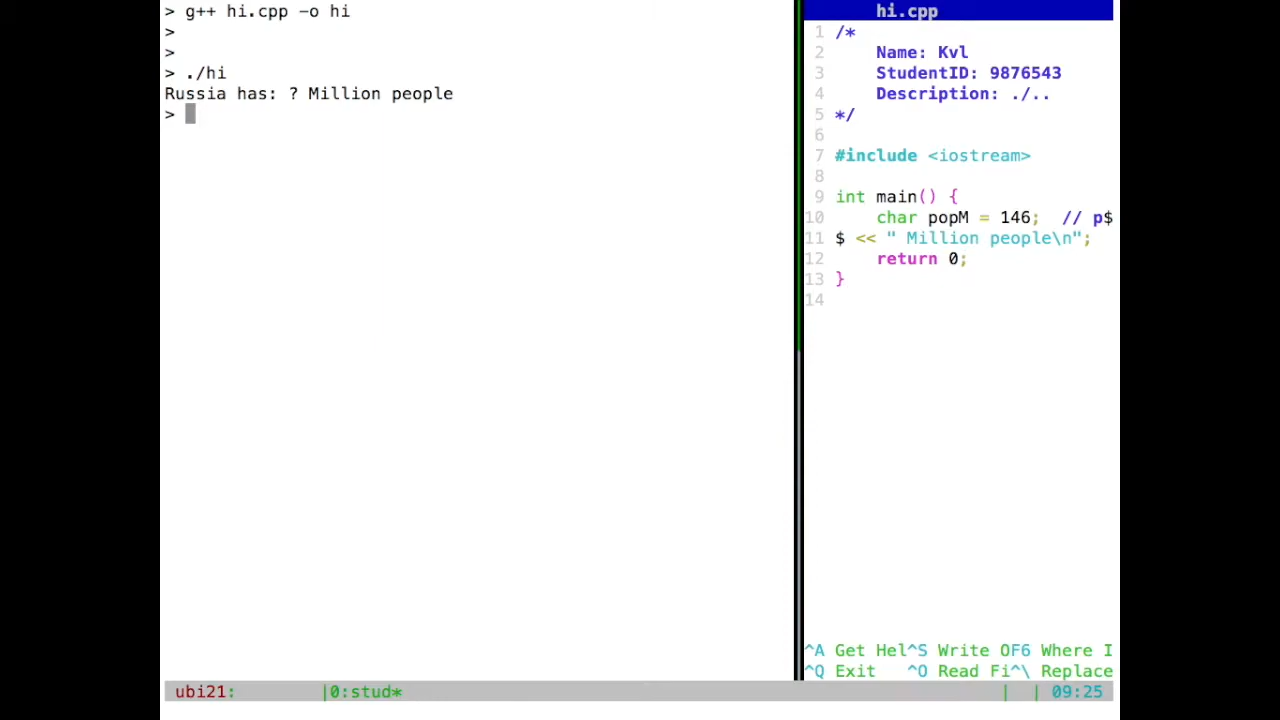 > g++ hi.cpp -o hi
>
>
> ./hi
Russia has: ? Million people
>
hi.cpp
1 /*
2     Name: Kvl
3     StudentID: 9876543
4     Description: ./..
5 */
6
7 #include <iostream>
8
9 int main() {
10     char popM = 146;  // p$
11 $ << " Million people\n";
12     return 0;
13 }
14
^A Get Hel^S Write OF6 Where I
^Q Exit   ^O Read Fi^\ Replace
ubi21:        |0:stud*        |  | 09:25